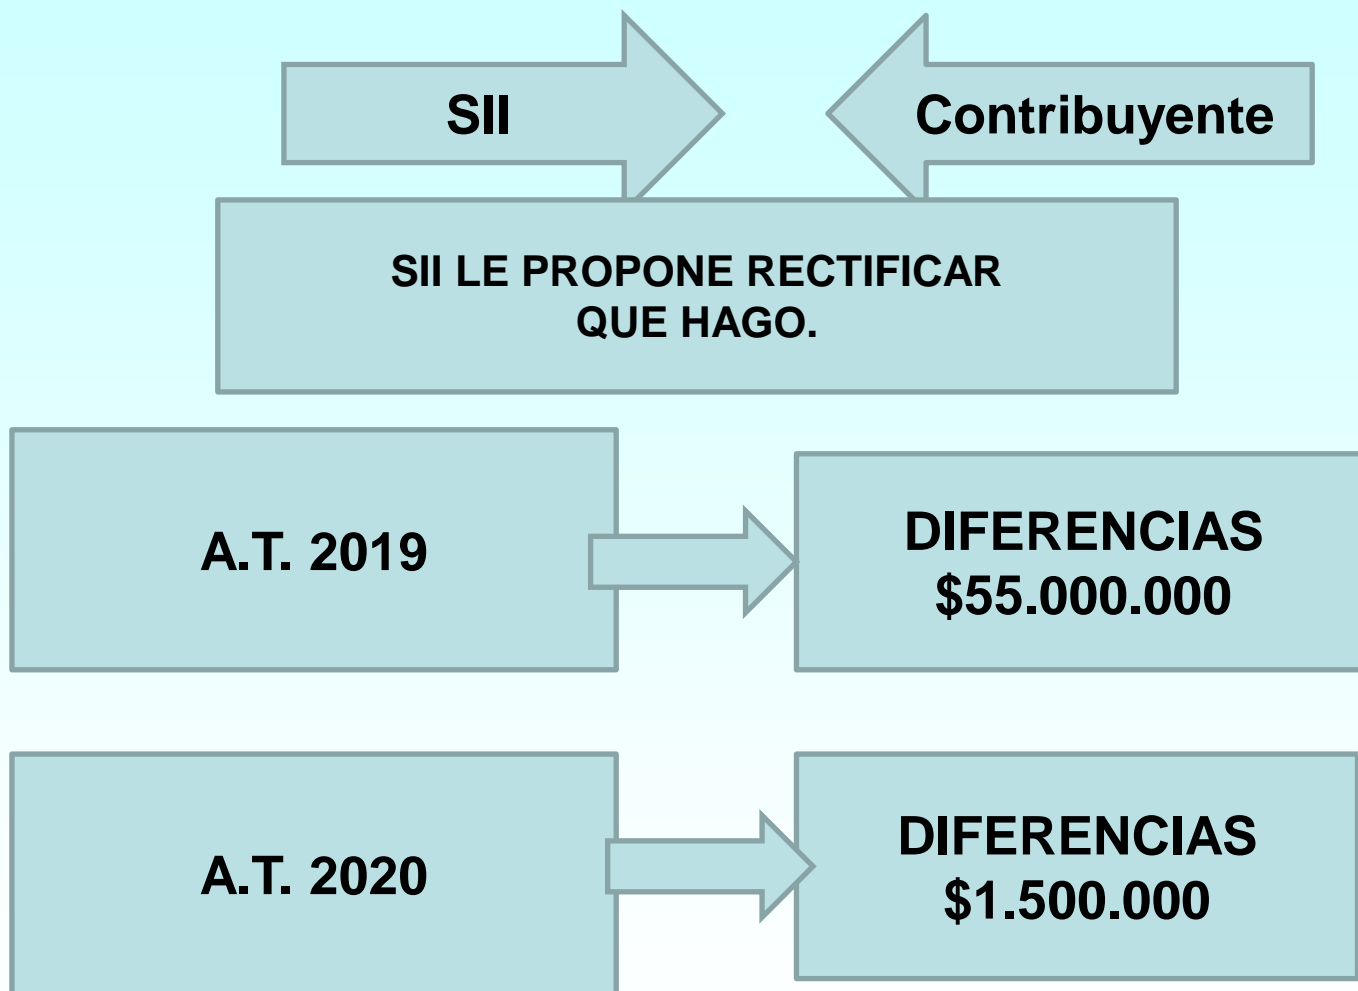 SII
Contribuyente
SII LE PROPONE RECTIFICAR
QUE HAGO.
A.T. 2019
DIFERENCIAS
$55.000.000
A.T. 2020
DIFERENCIAS
$1.500.000